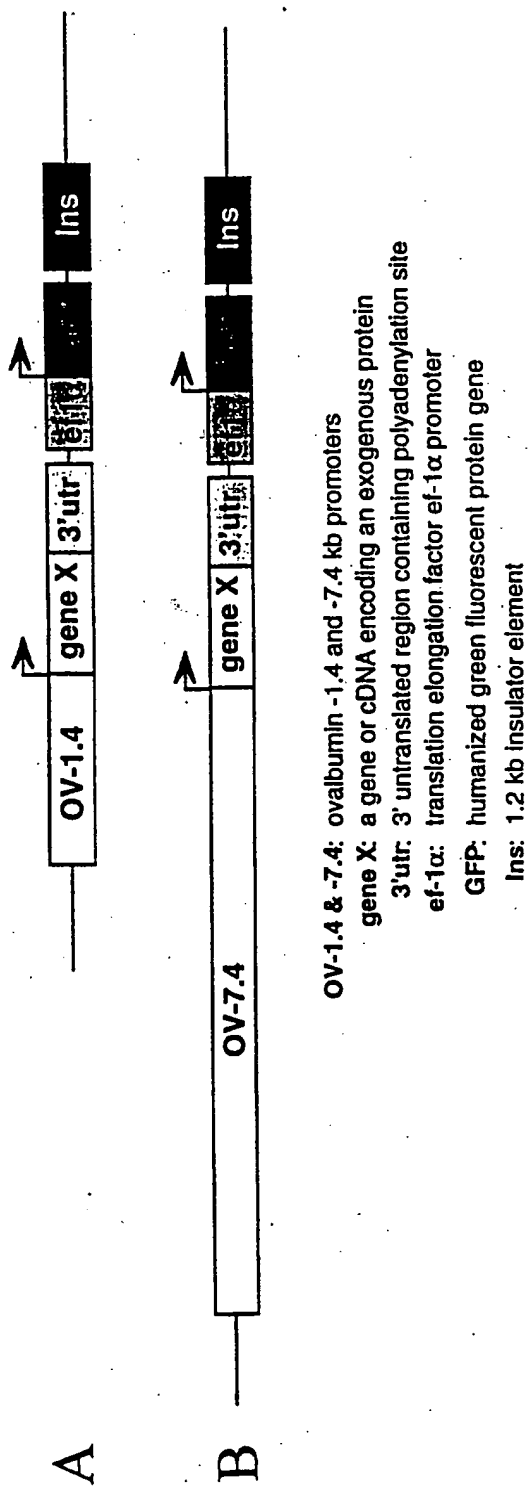 A
OV-1.4 gene X 3'utr ef-1α Ins
B
OV-7.4 gene X 3'utr Ins
OV-1.4 & -7.4: ovalbumin -1.4 and -7.4 kb promoters
gene X: a gene or cDNA encoding an exogenous protein
3'utr: 3' untranslated region containing polyadenylation site
ef-1α: translation elongation factor ef-1α promoter
GFP: humanized green fluorescent protein gene
Ins: 1.2 kb insulator element